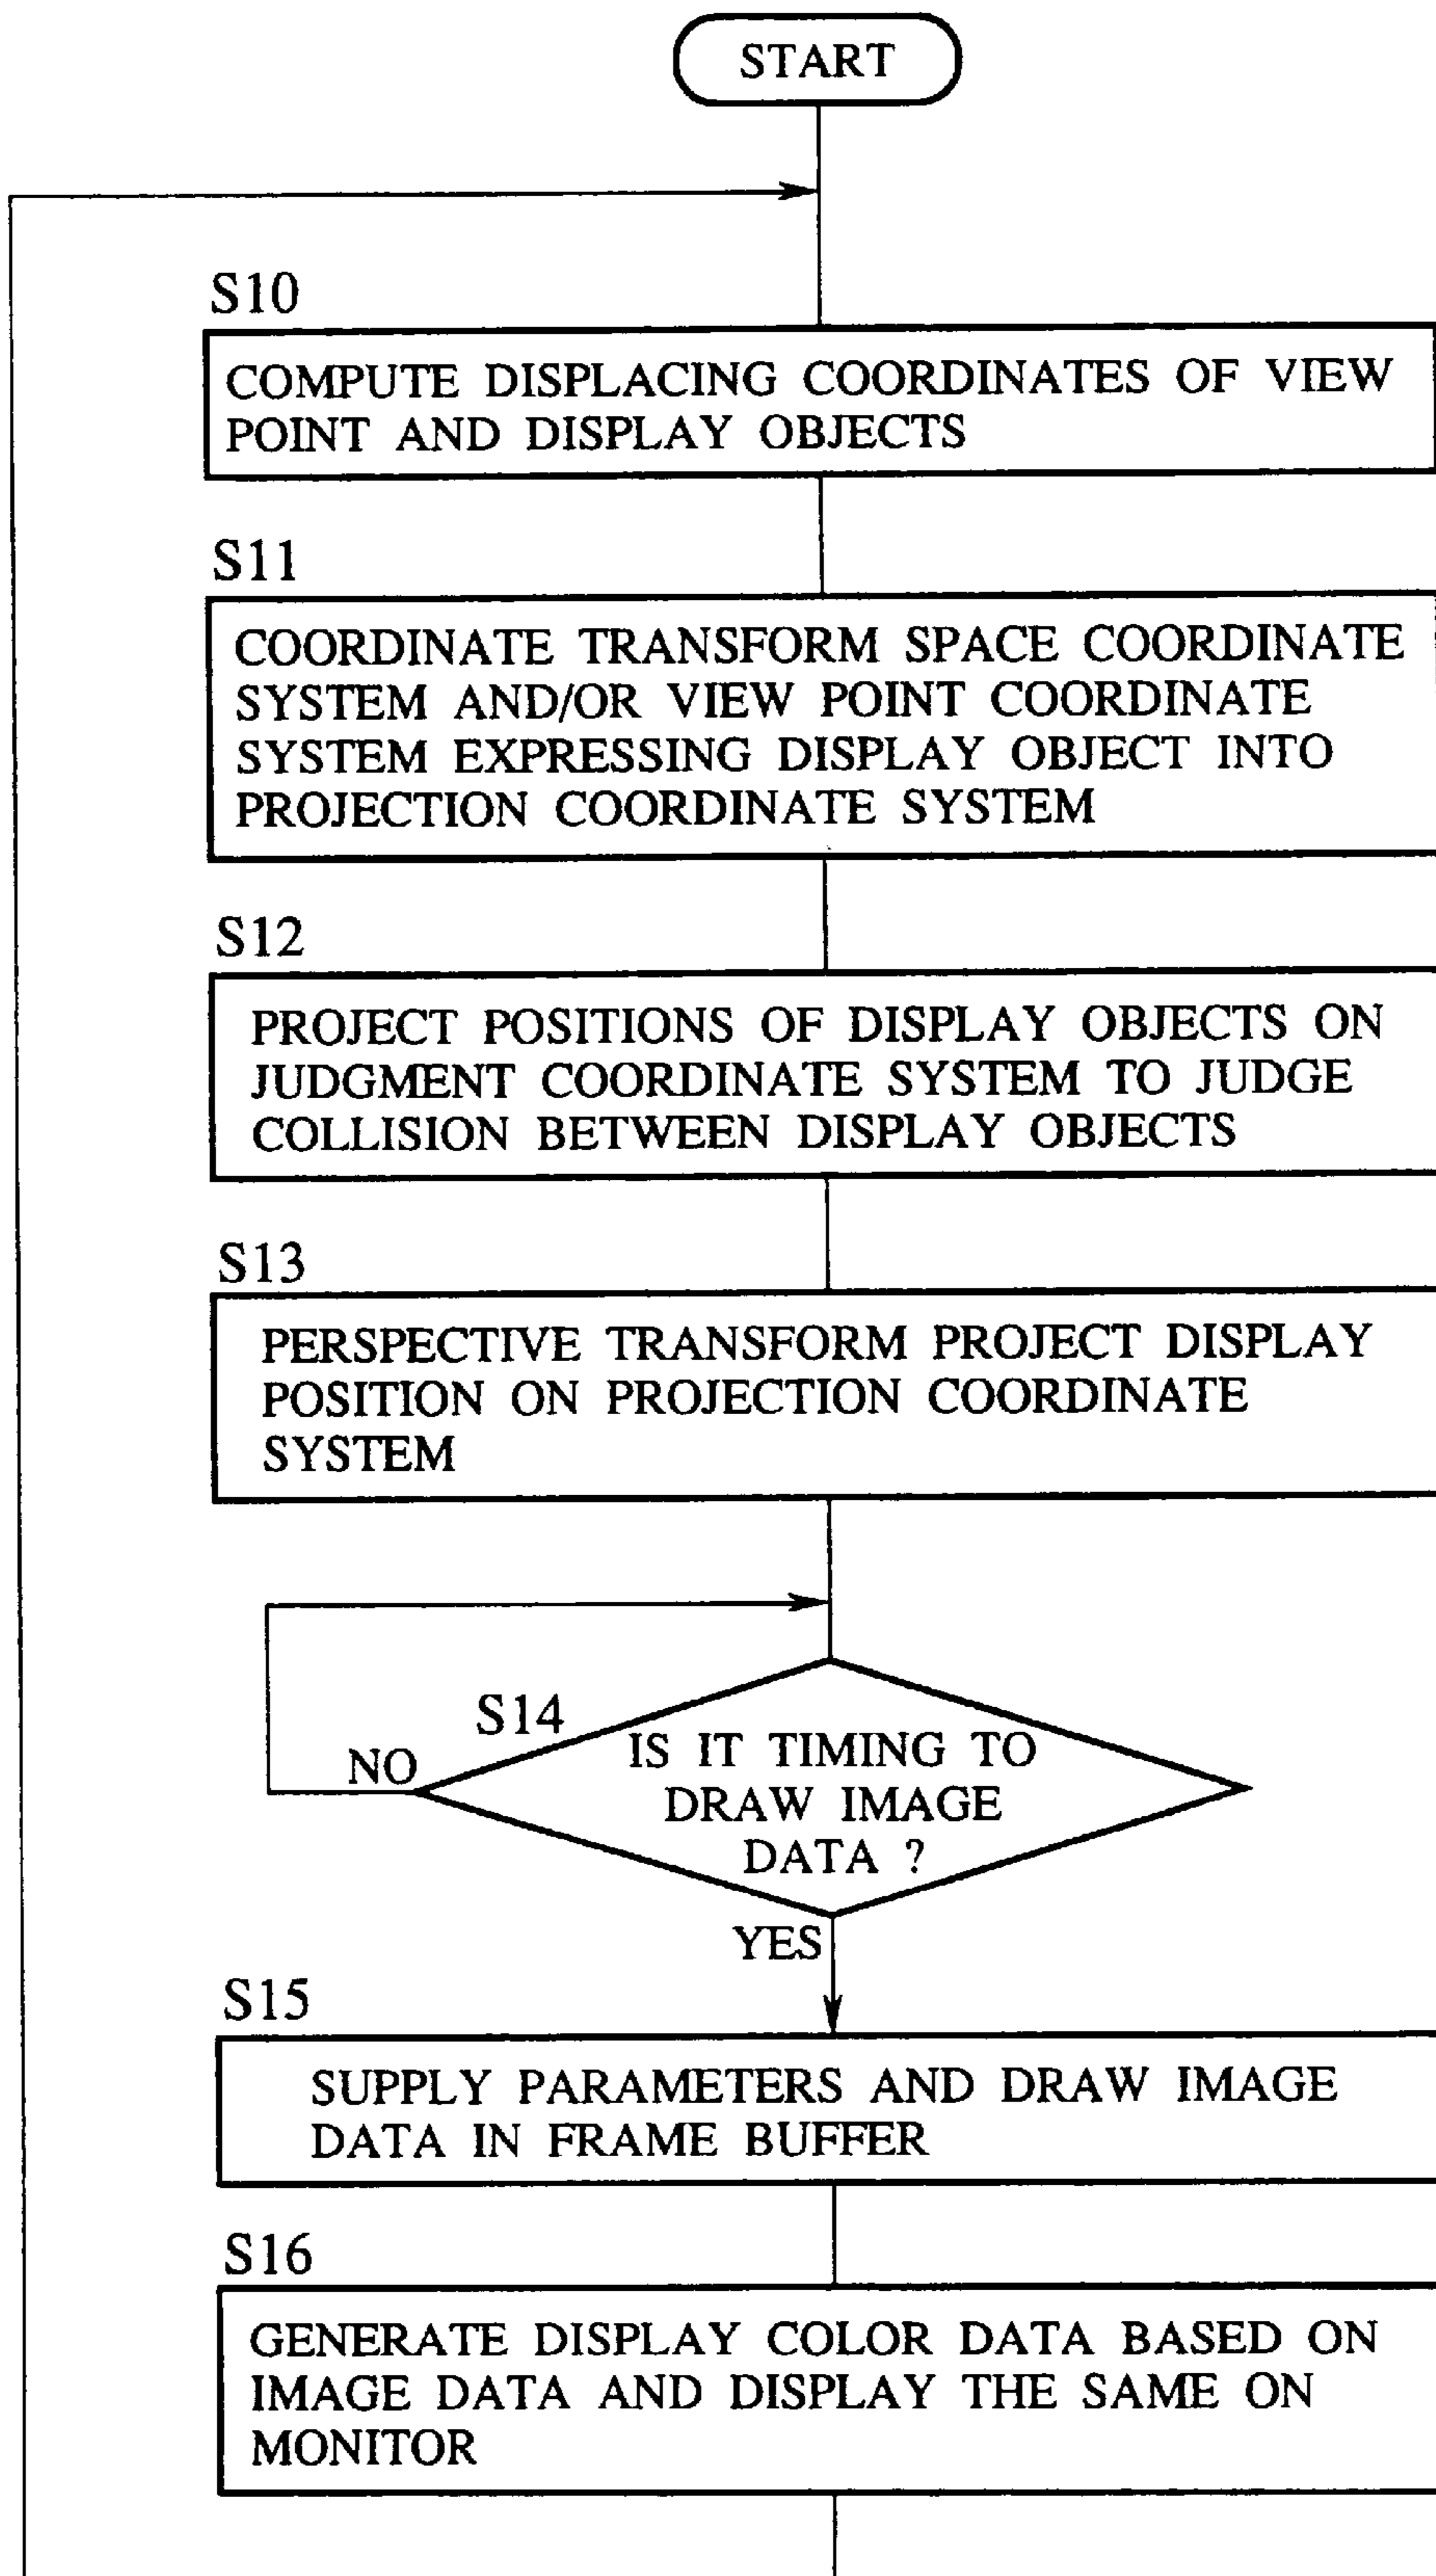 START
S10
COMPUTE DISPLACING COORDINATES OF VIEW
POINT AND DISPLAY OBJECTS
S11
COORDINATE TRANSFORM SPACE COORDINATE
SYSTEM AND/OR VIEW POINT COORDINATE
SYSTEM EXPRESSING DISPLAY OBJECT INTO
PROJECTION COORDINATE SYSTEM
S12
PROJECT POSITIONS OF DISPLAY OBJECTS ON
JUDGMENT COORDINATE SYSTEM TO JUDGE
COLLISION BETWEEN DISPLAY OBJECTS
S13
PERSPECTIVE TRANSFORM PROJECT DISPLAY
POSITION ON PROJECTION COORDINATE
SYSTEM
S14
NO
IS IT TIMING TO
DRAW IMAGE
DATA ?
YES
S15
SUPPLY PARAMETERS AND DRAW IMAGE
DATA IN FRAME BUFFER
S16
GENERATE DISPLAY COLOR DATA BASED ON
IMAGE DATA AND DISPLAY THE SAME ON
MONITOR